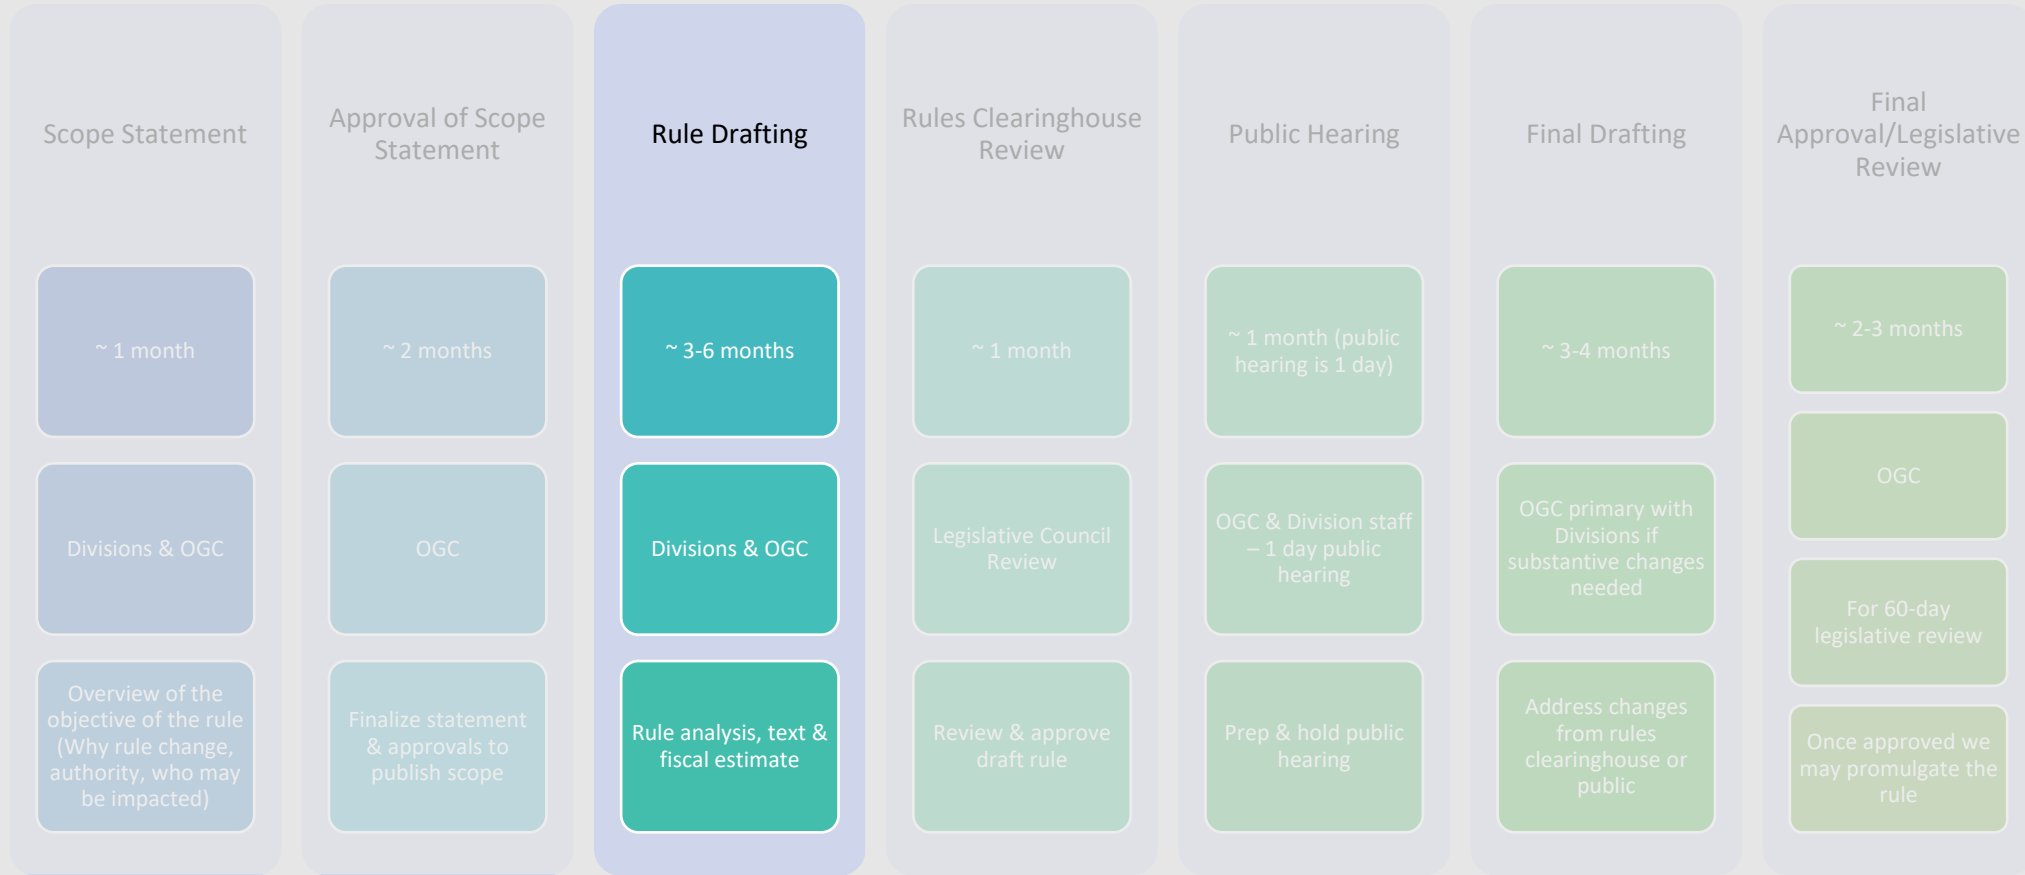 Scope Statement
~ 1 month
Divisions & OGC
Overview of the
objective of the rule
(Why rule change,
authority, who may
be impacted)
Approval of Scope
Statement
~ 2 months
OGC
Finalize statement
& approvals to
publish scope
Rule Drafting
~ 3-6 months
Divisions & OGC
Rule analysis, text &
fiscal estimate
Rules Clearinghouse
Review
~ 1 month
Legislative Council
Review
Review & approve
draft rule
Public Hearing
~ 1 month (public
hearing is 1 day)
OGC & Division staff
– 1 day public
hearing
Prep & hold public
hearing
Final Drafting
~ 3-4 months
OGC primary with
Divisions if
substantive changes
needed
Address changes
from rules
clearinghouse or
public
Final
Approval/Legislative
Review
~ 2-3 months
OGC
For 60-day
legislative review
Once approved we
may promulgate the
rule